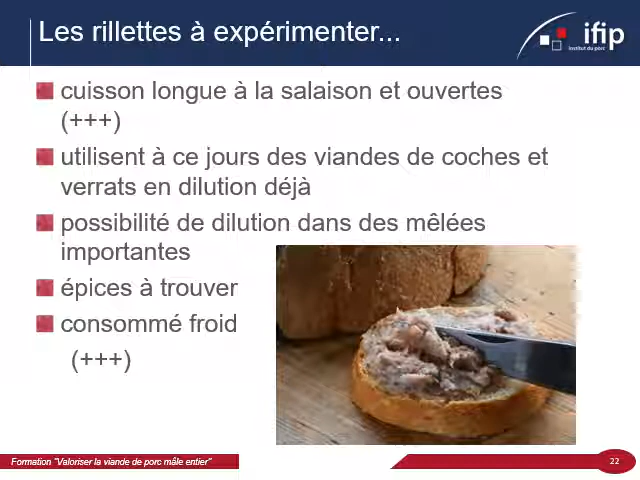 Les rillettes à expérimenter...
ifip
Institut du porc
cuisson longue à la salaison et ouvertes
(+++)
utilisent à ce jours des viandes de coches et
verrats en dilution déjà
possibilité de dilution dans des mêlées
importantes
épices à trouver
consommé froid
(+++)
Formation "Valoriser la viande de porc mâle entier"
22